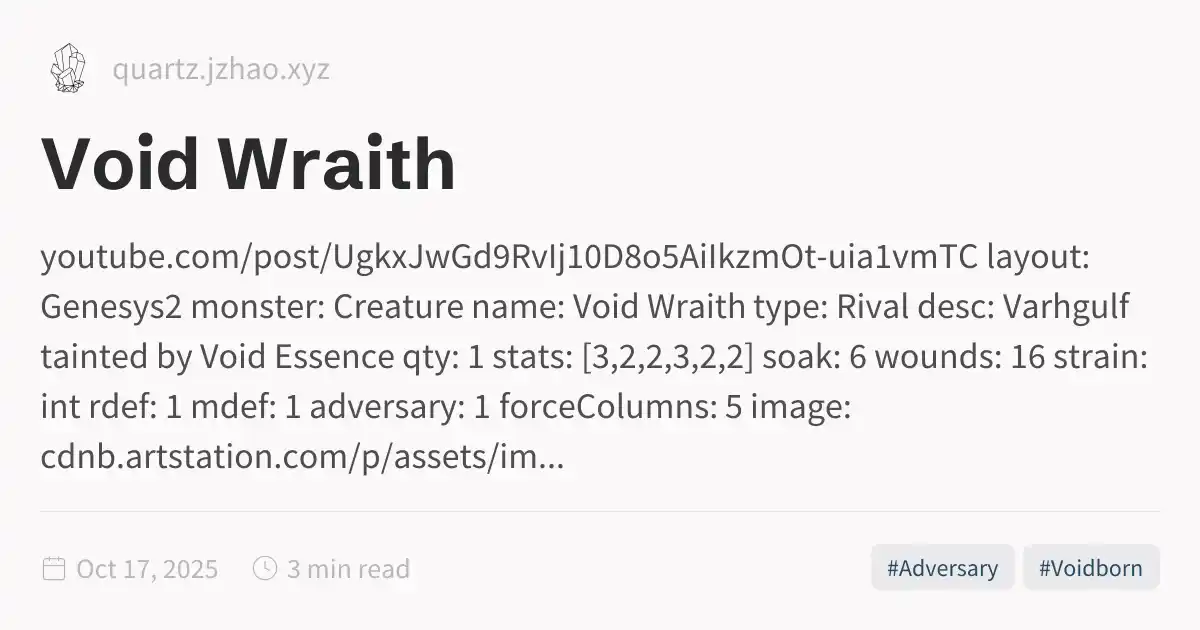 quartz.jzhao.xyz
Void Wraith
youtube.com/post/UgkxJwGd9RvIj10D8o5AiIkzmOt-uia1vmTC layout:
Genesys2 monster: Creature name: Void Wraith type: Rival desc: Varhgulf
tainted by Void Essence qty: 1 stats: [3,2,2,3,2,2] soak: 6 wounds: 16 strain:
int rdef: 1 mdef: 1 adversary: 1 forceColumns: 5 image:
cdnb.artstation.com/p/assets/im...
Oct 17, 2025 3 min read #Adversary #Voidborn